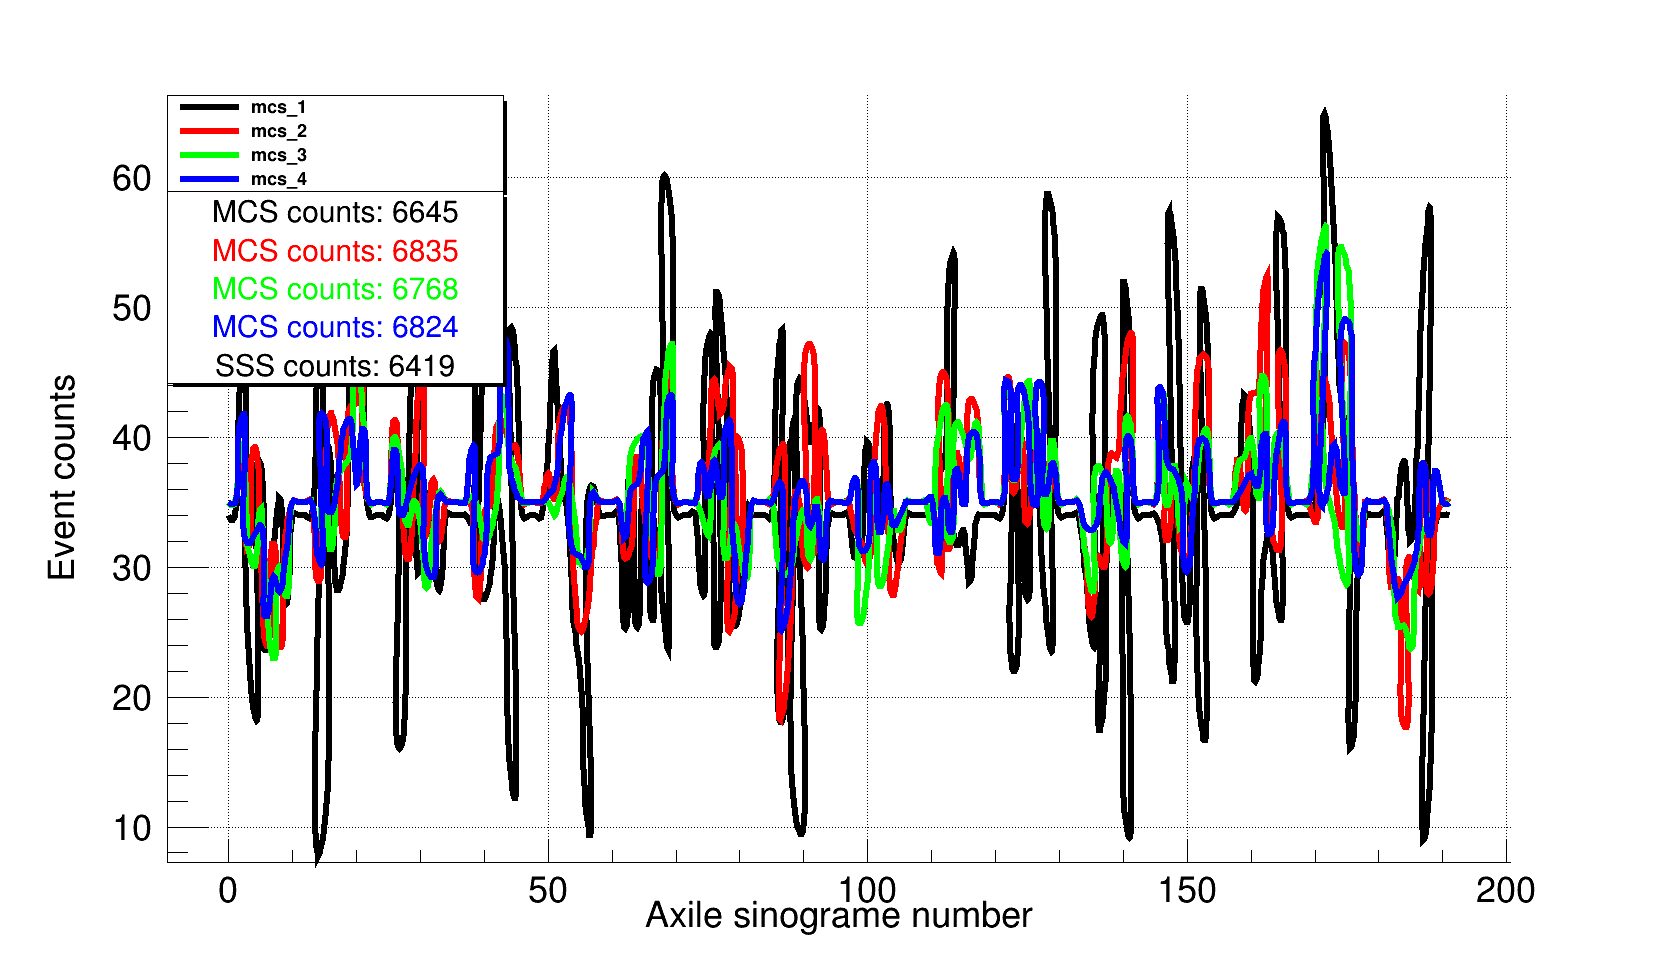 mcs_1
mcs_2
mcs_3
mcs_4
MCS counts: 6645
MCS counts: 6835
MCS counts: 6768
MCS counts: 6824
SSS counts: 6419
Event counts
60
50
40
30
20
10
0 50 100 150 200
Axile sinograme number